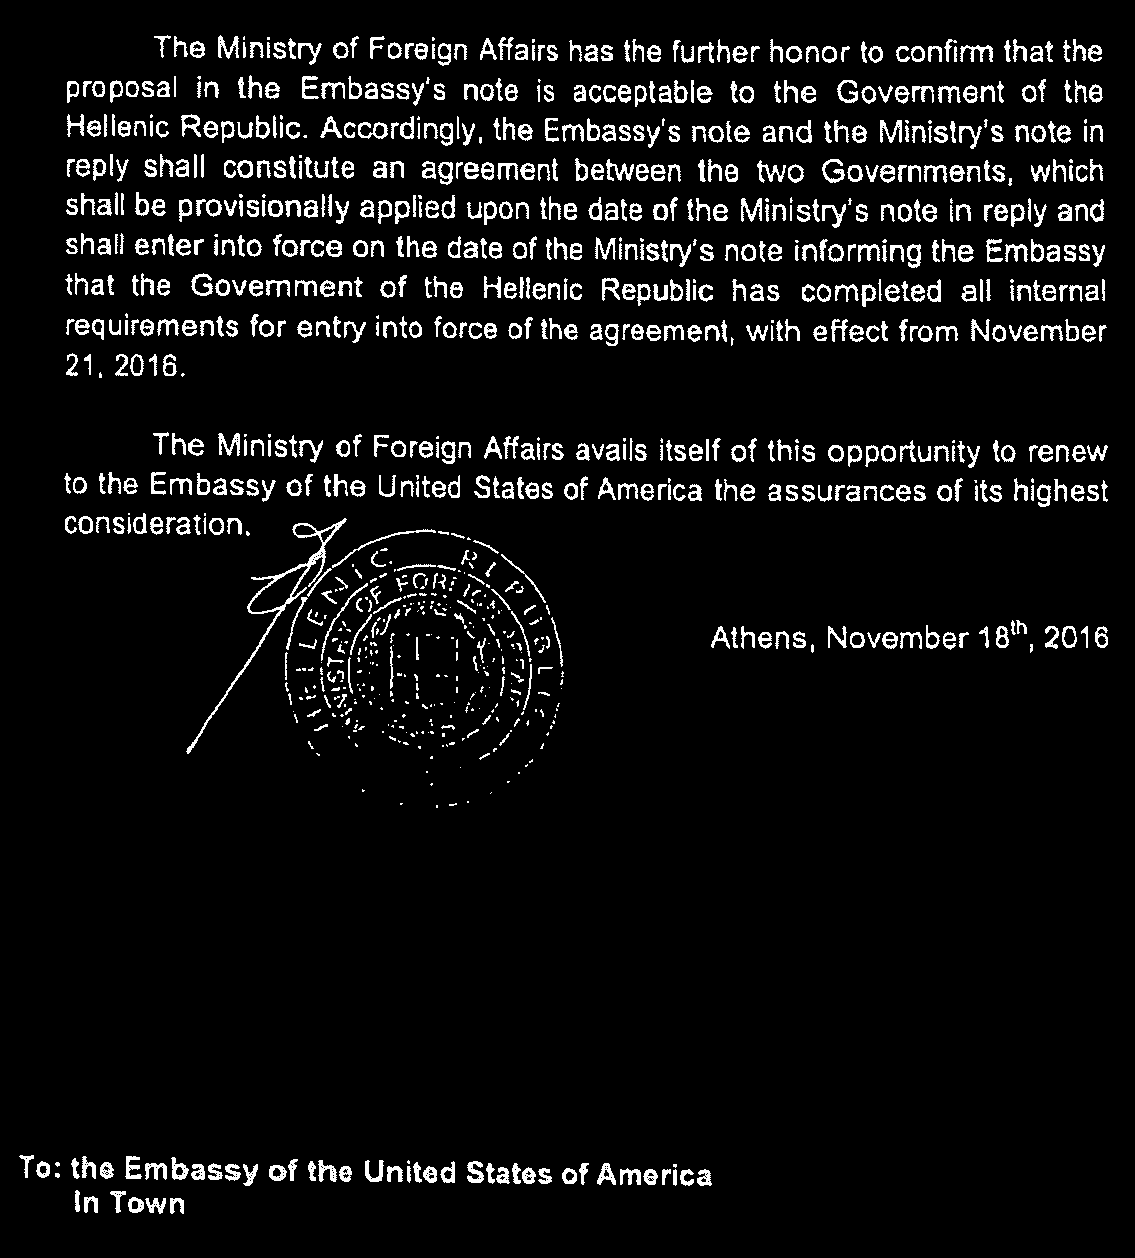 The Ministry of Foreign Affairs has the further honor to confirm that the
proposal in the Embassy's note is acceptable to the Government of the
Hellenic Republic. Accordingly, the Embassy's note and the Ministry's note in
reply shall constitute an agreement between the two Governments, which
shall be provisionally applied upon the date of the Ministry's note in reply and
shall enter into force on the date of the Ministry's note informing the Embassy
that the Government of the Hellenic Republic has completed all internal
requirements for entry into force of the agreement, with effect from November
21, 2016.
The Ministry of Foreign Affairs avails itself of this opportunity to renew
to the Embassy of the United States of America the assurances of its highest
consideration.
HELLENIC REPUBLIC
MINISTRY OF FOREIGN AFFAIRS
Athens, November 18th, 2016
To: the Embassy of the United States of America
In Town